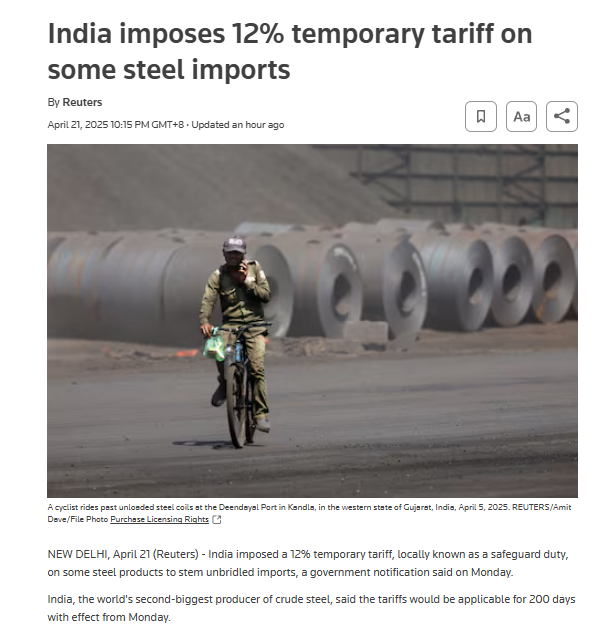 India imposes 12% temporary tariff on
some steel imports
By Reuters
April 21, 2025 10:15 PM GMT+8 · Updated an hour ago
Aa
A cyclist rides past unloaded steel coils at the Deendayal Port in Kandla, in the western state of Gujarat, India, April 5, 2025. REUTERS/Amit
Dave/File Photo Purchase Licensing Rights
NEW DELHI, April 21 (Reuters) - India imposed a 12% temporary tariff, locally known as a safeguard duty,
on some steel products to stem unbridled imports, a government notification said on Monday.
India, the world's second-biggest producer of crude steel, said the tariffs would be applicable for 200 days
with effect from Monday.